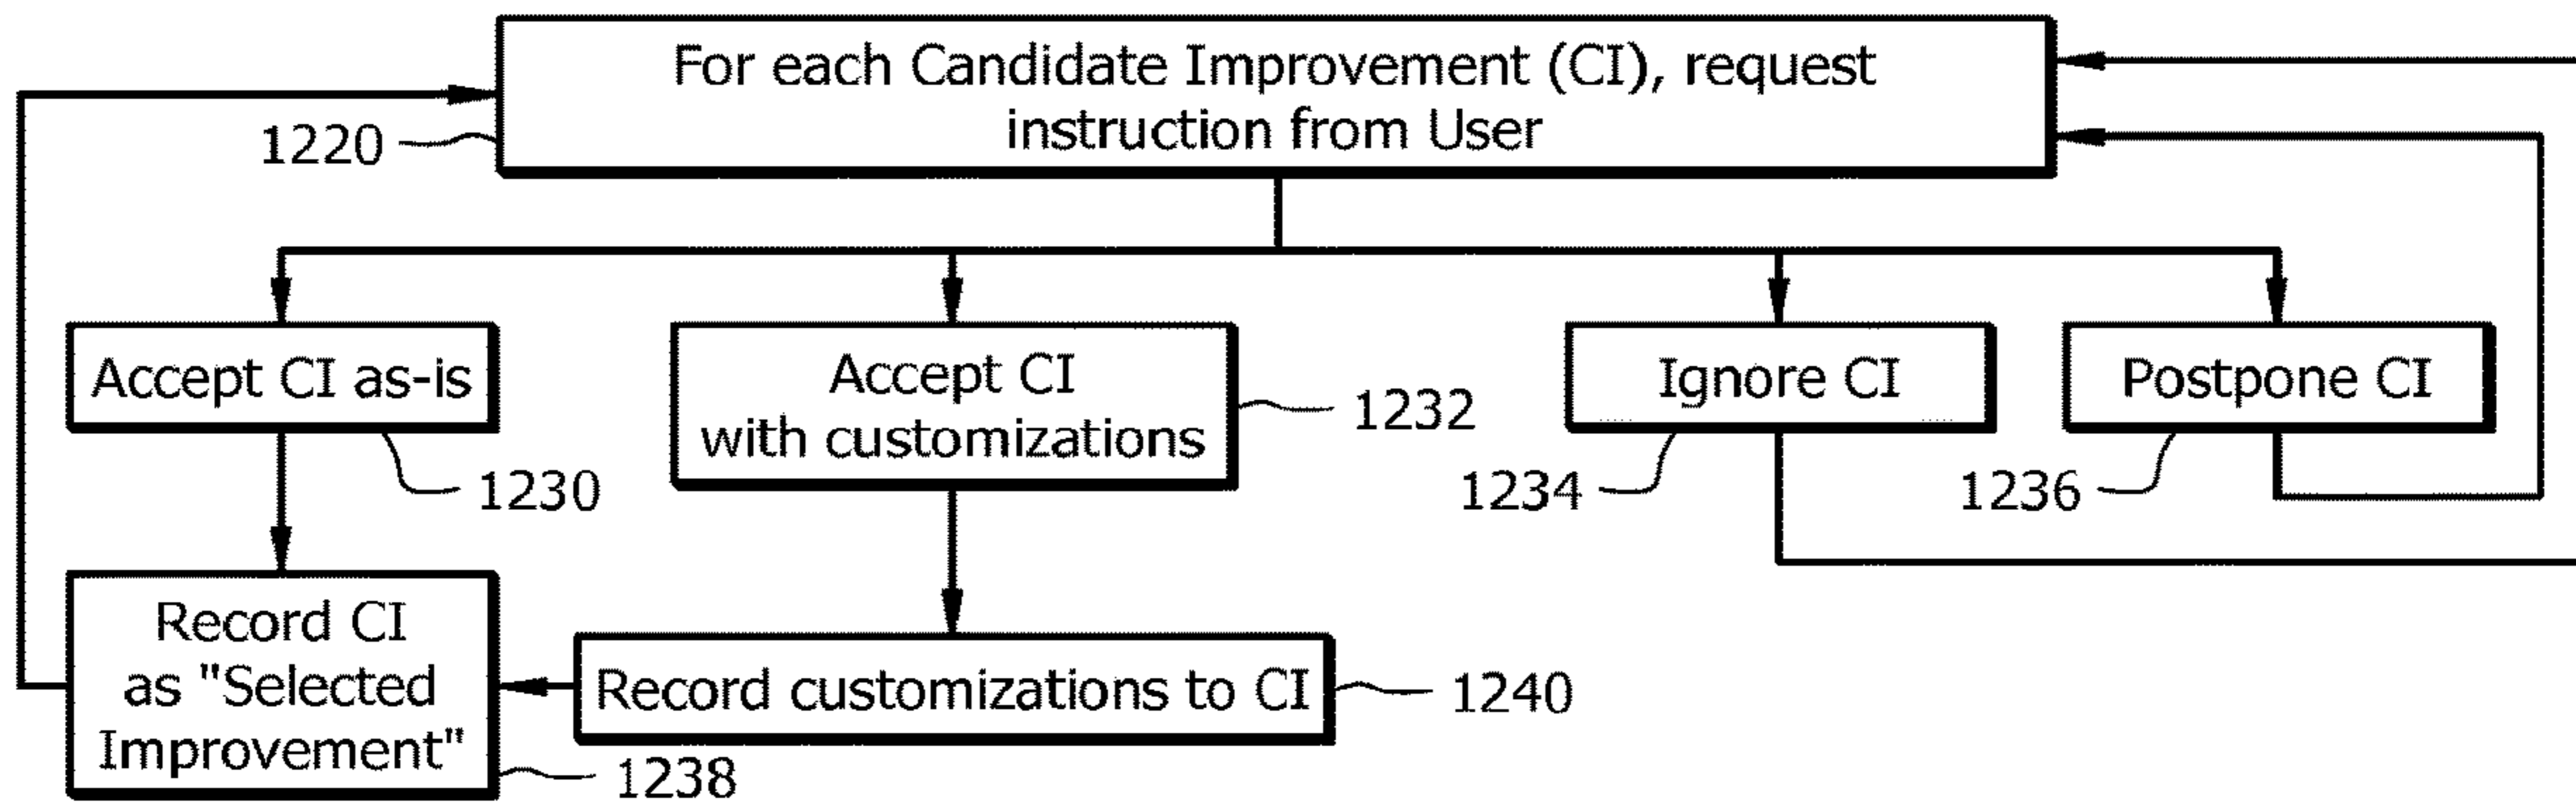 For each Candidate Improvement (CI), request
instruction from User
1220
Accept CI as-is
1230
Accept CI
with customizations
1232
Ignore CI
1234
Postpone CI
1236
Record CI
as "Selected
Improvement"
1238
Record customizations to CI
1240